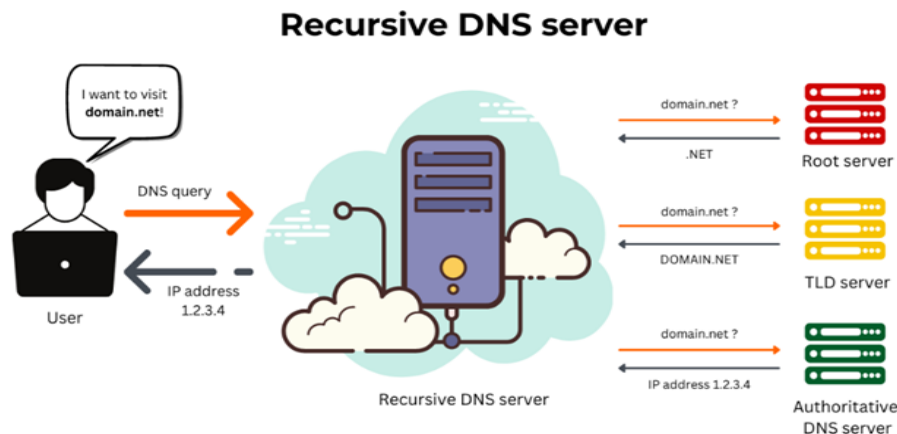 Recursive DNS server
I want to visit
domain.net!
DNS query
IP address
1.2.3.4
User
Recursive DNS server
domain.net ?
.NET
Root server
domain.net ?
DOMAIN.NET
TLD server
domain.net ?
IP address 1.2.3.4
Authoritative
DNS server